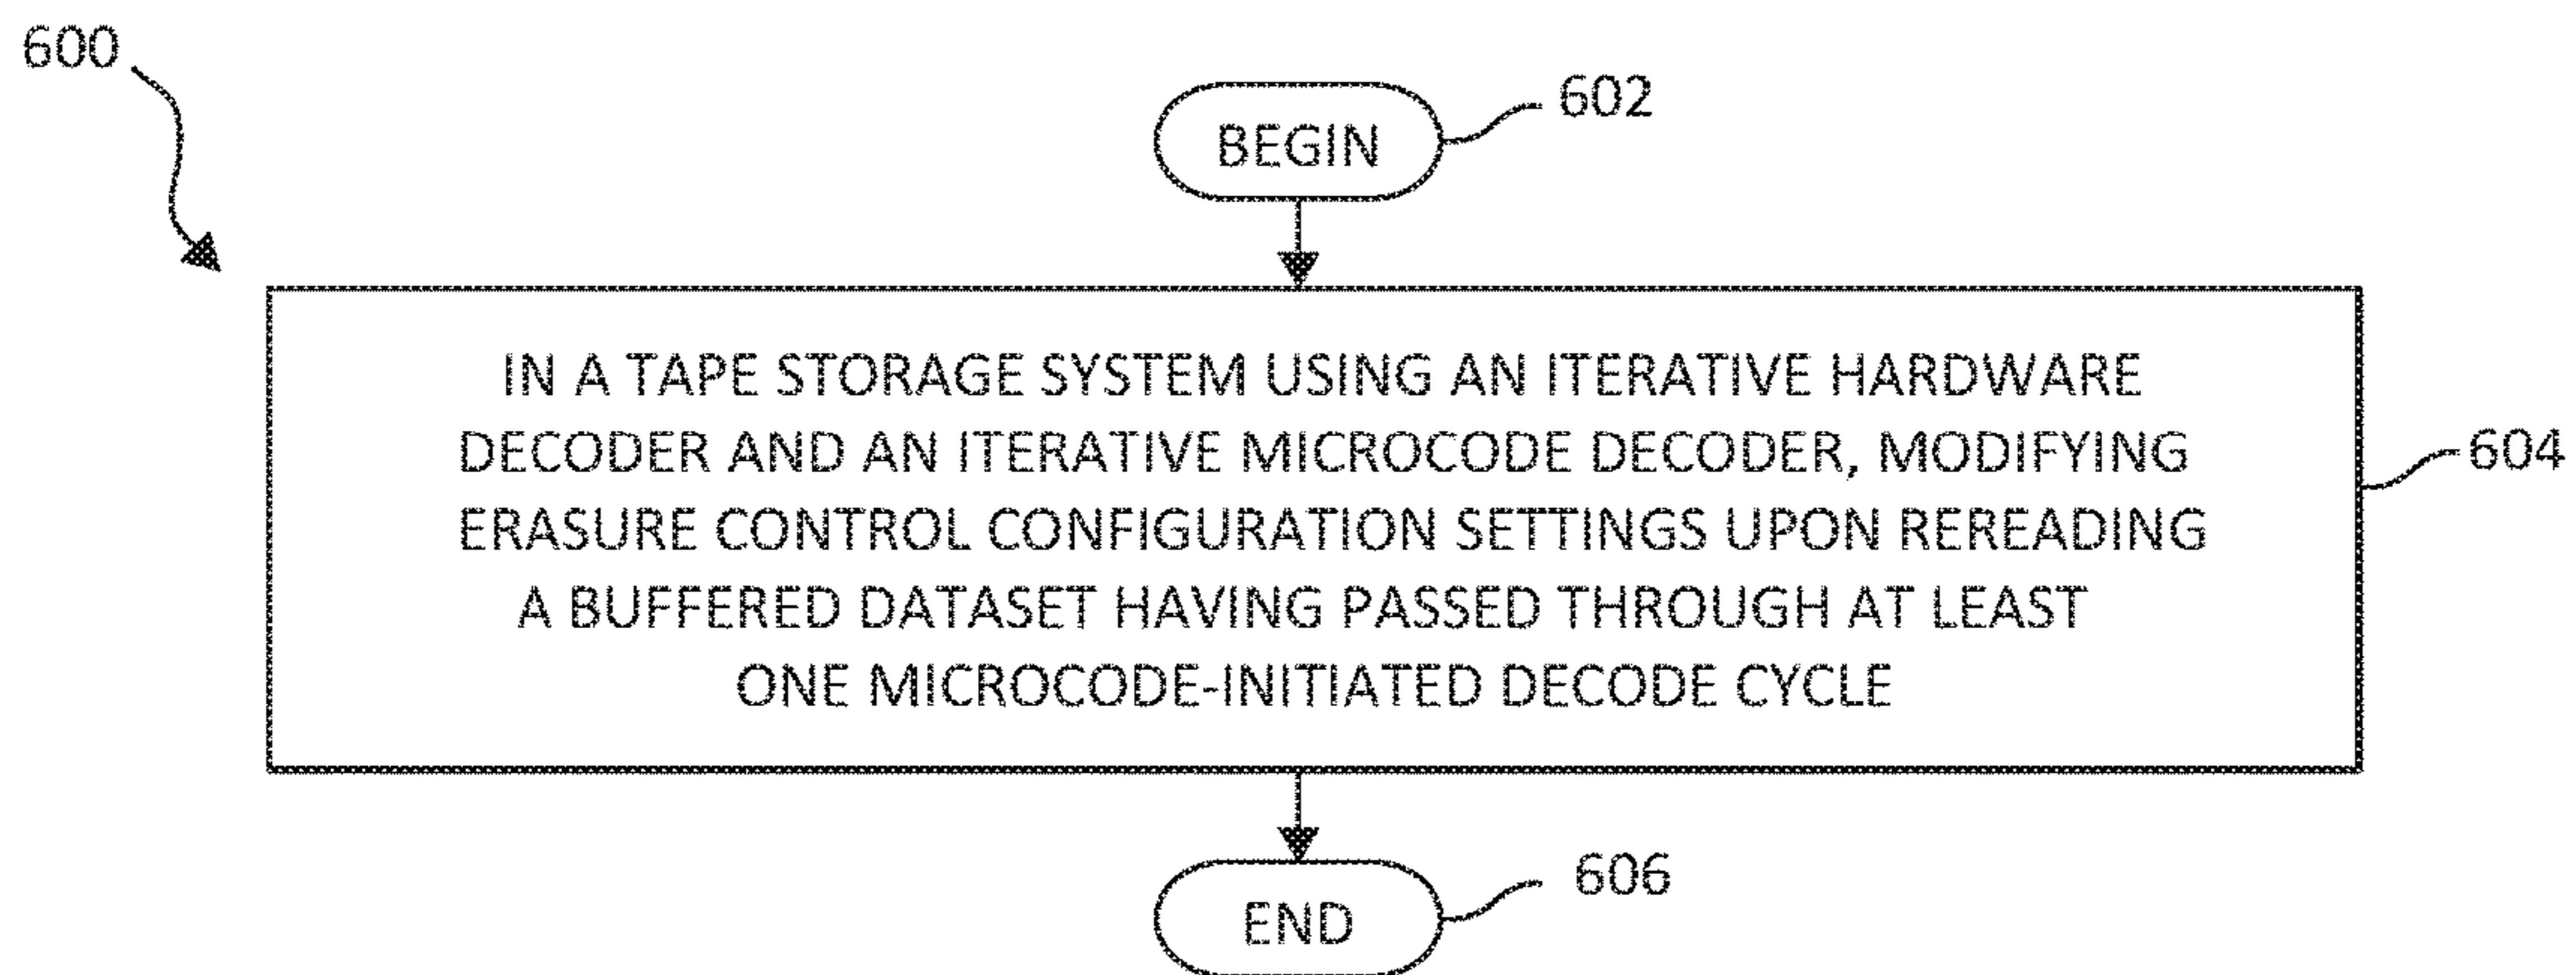 600
602
BEGIN
IN A TAPE STORAGE SYSTEM USING AN ITERATIVE HARDWARE
DECODER AND AN ITERATIVE MICROCODE DECODER, MODIFYING
ERASURE CONTROL CONFIGURATION SETTINGS UPON REREADING
A BUFFERED DATASET HAVING PASSED THROUGH AT LEAST
ONE MICROCODE-INITIATED DECODE CYCLE
604
606
END